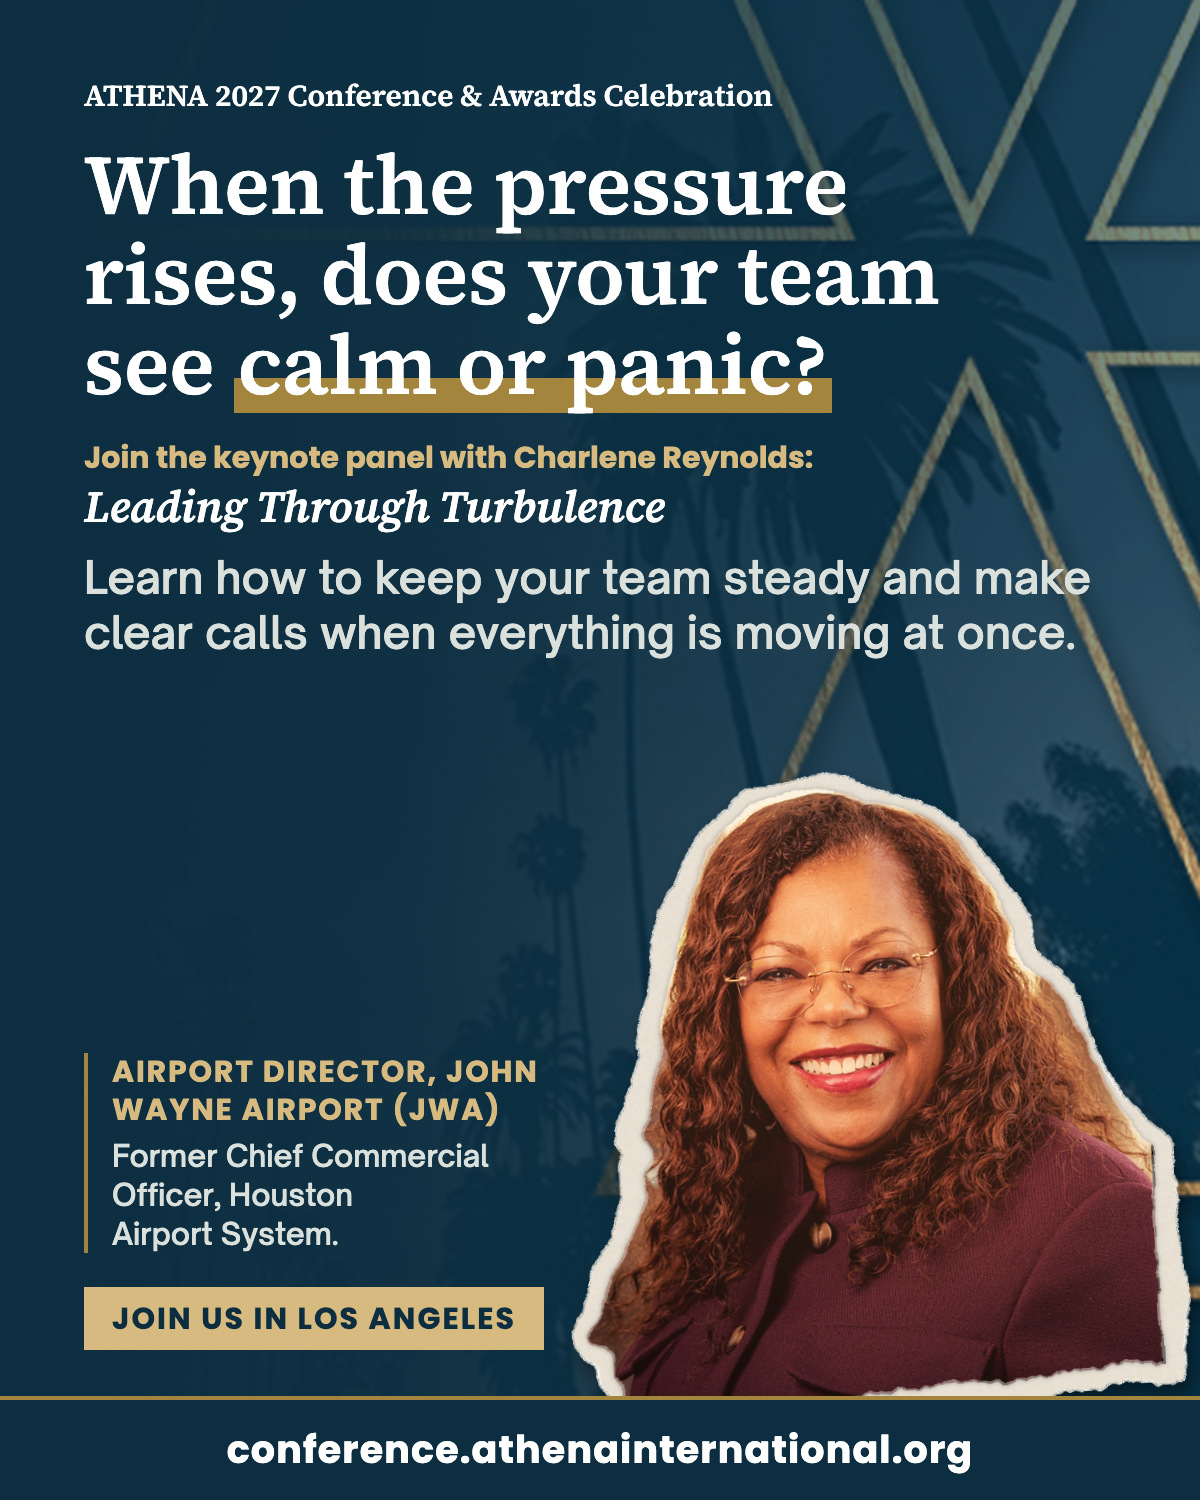 ATHENA 2027 Conference & Awards Celebration
When the pressure
rises, does your team
see calm or panic?
Join the keynote panel with Charlene Reynolds:
Leading Through Turbulence
Learn how to keep your team steady and make
clear calls when everything is moving at once.
AIRPORT DIRECTOR, JOHN
WAYNE AIRPORT (JWA)
Former Chief Commercial
Officer, Houston
Airport System.
JOIN US IN LOS ANGELES
conference.athenainternational.org